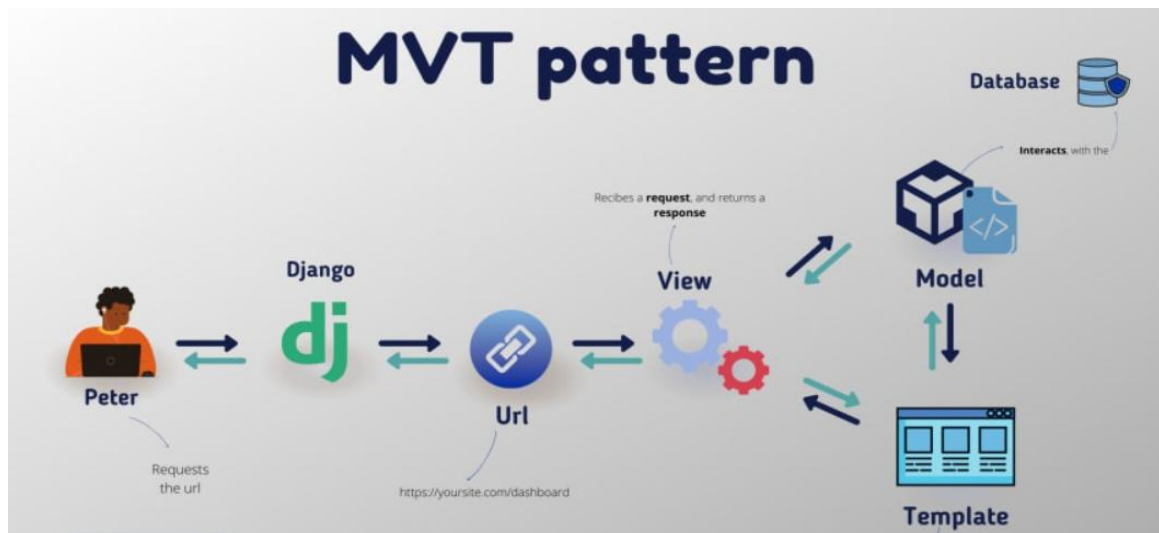 MVT pattern
Database
Interacts, with the
Recibes a request, and returns a
response
Django
View
Model
dj
Peter
Url
Requests
the url
https://yoursite.com/dashboard
</>
Template